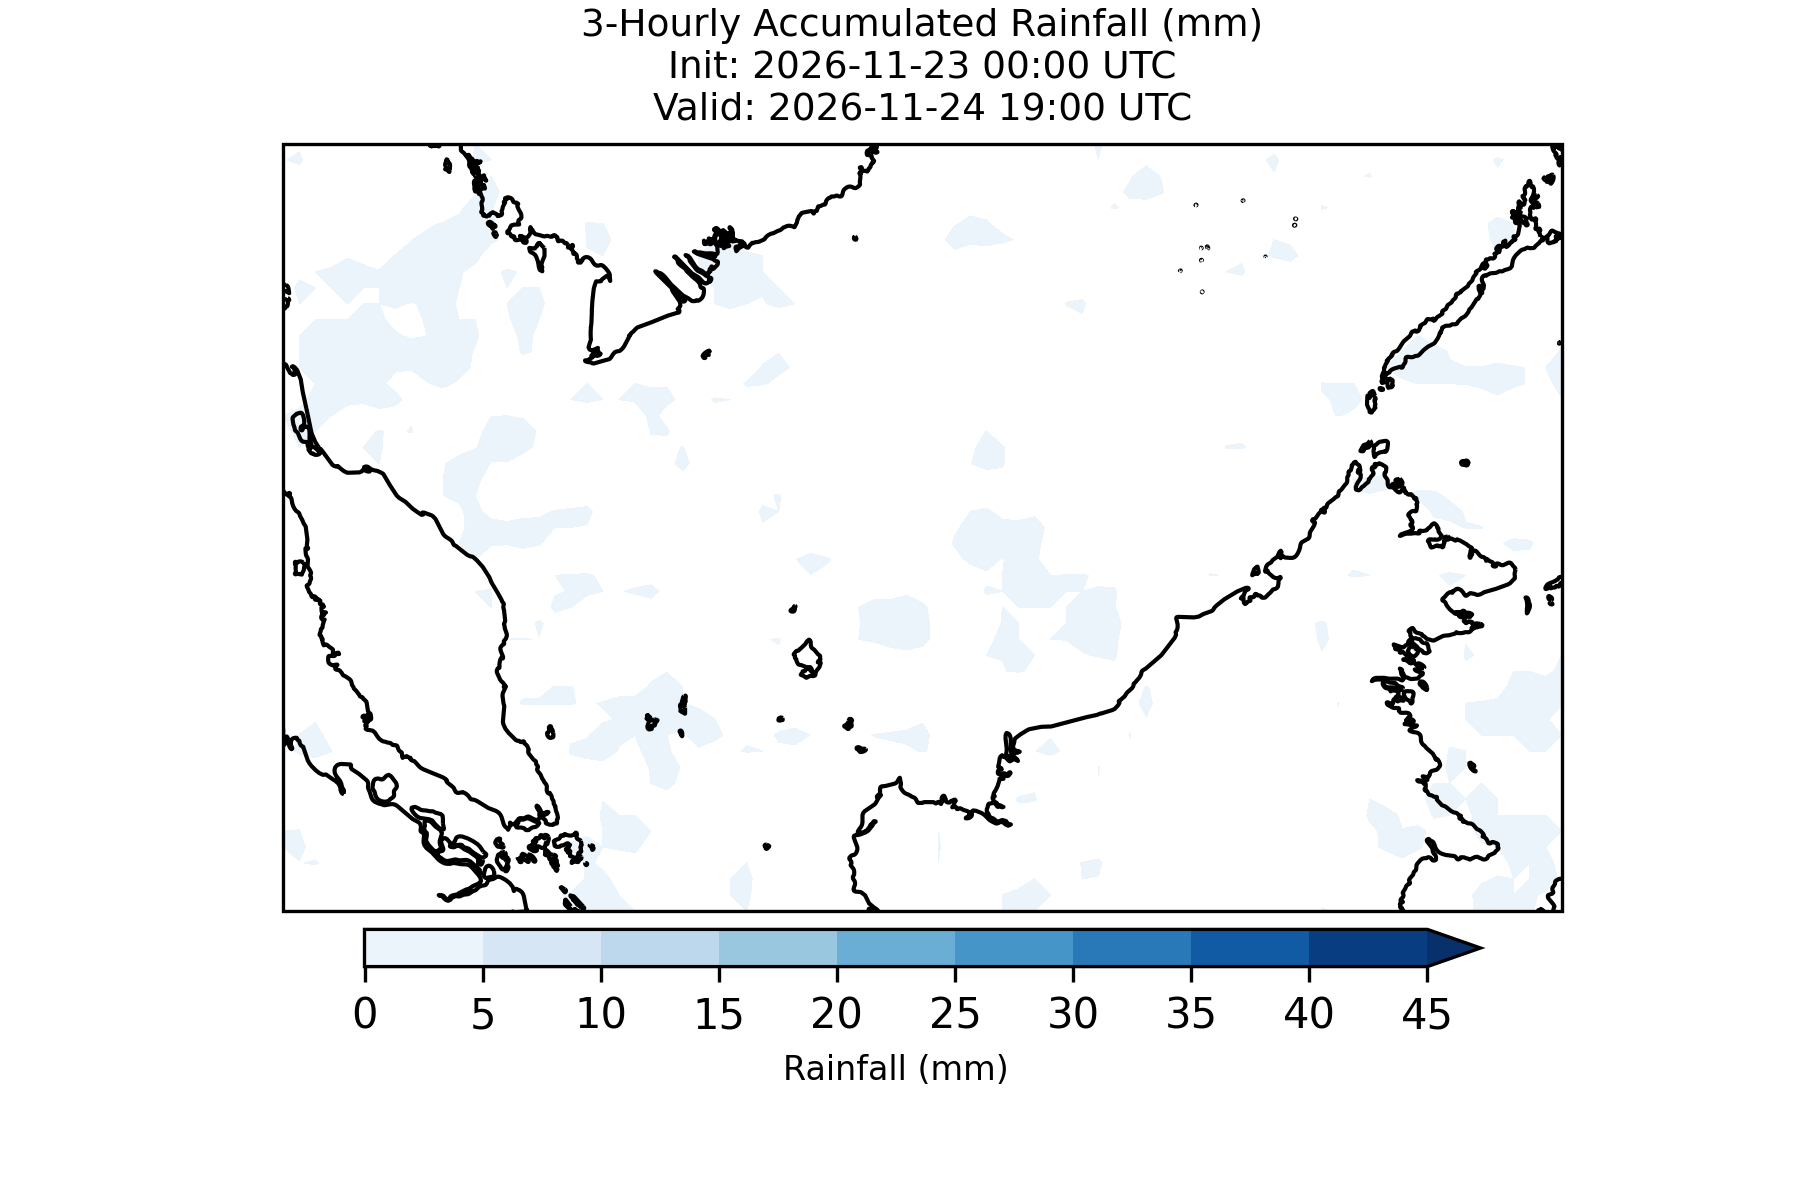 3-Hourly Accumulated Rainfall (mm)
Init: 2026-11-23 00:00 UTC
Valid: 2026-11-24 19:00 UTC
0 5 10 15 20 25 30 35 40 45
Rainfall (mm)